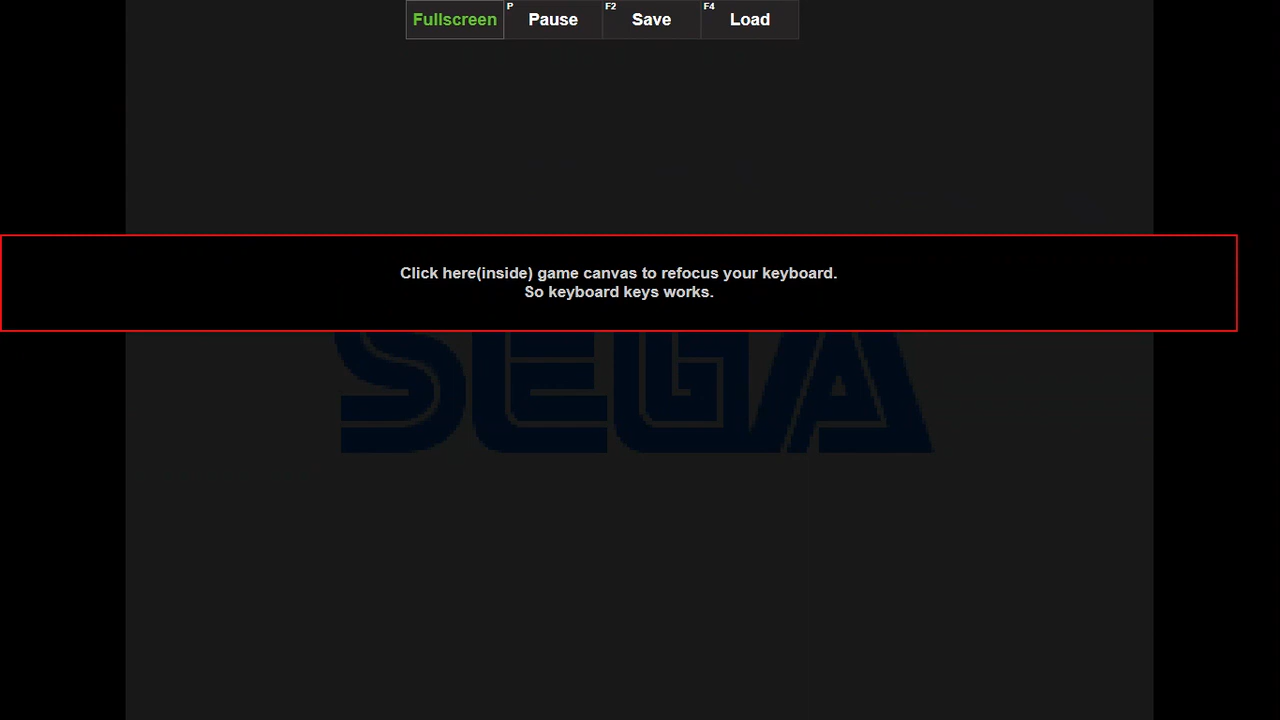 Fullscreen
P
Pause
F2
Save
F4
Load
Click here(inside) game canvas to refocus your keyboard.
So keyboard keys works.
SEGA